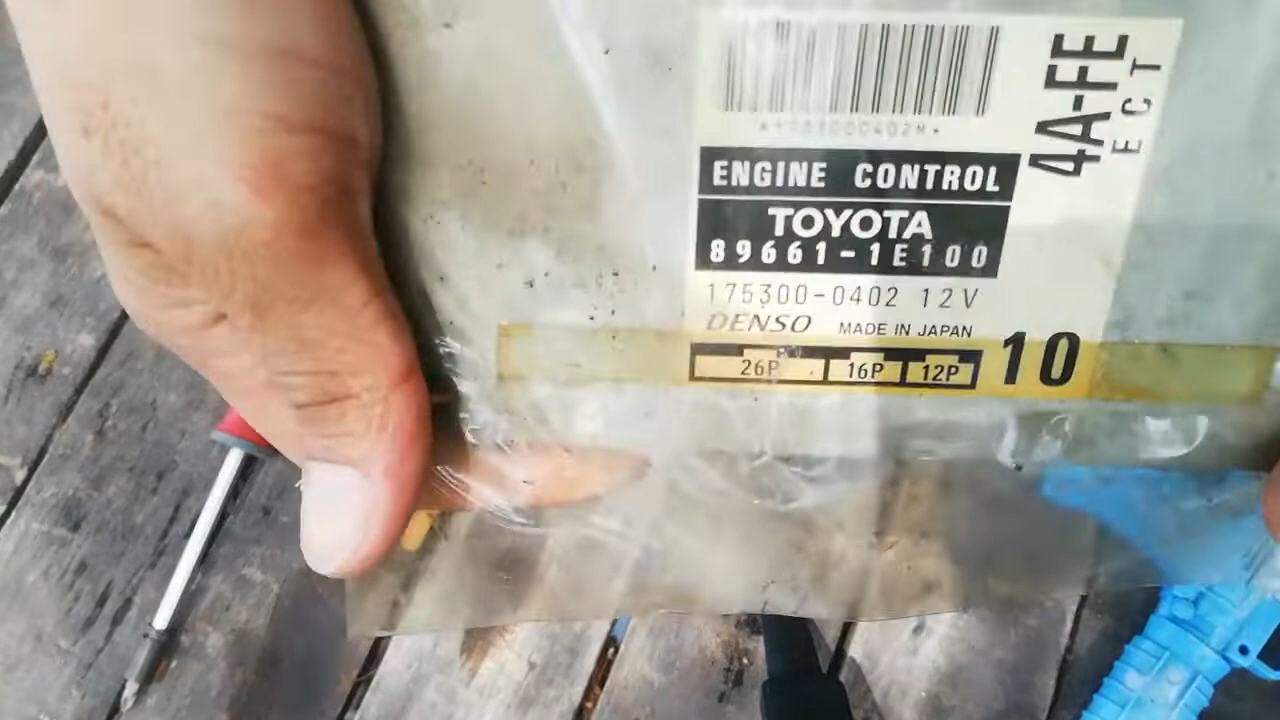 ENGINE CONTROL
TOYOTA
89661-1E100
175300-0402 12V
DENSO MADE IN JAPAN
26P 16P 12P 10
4A-FE
ECT